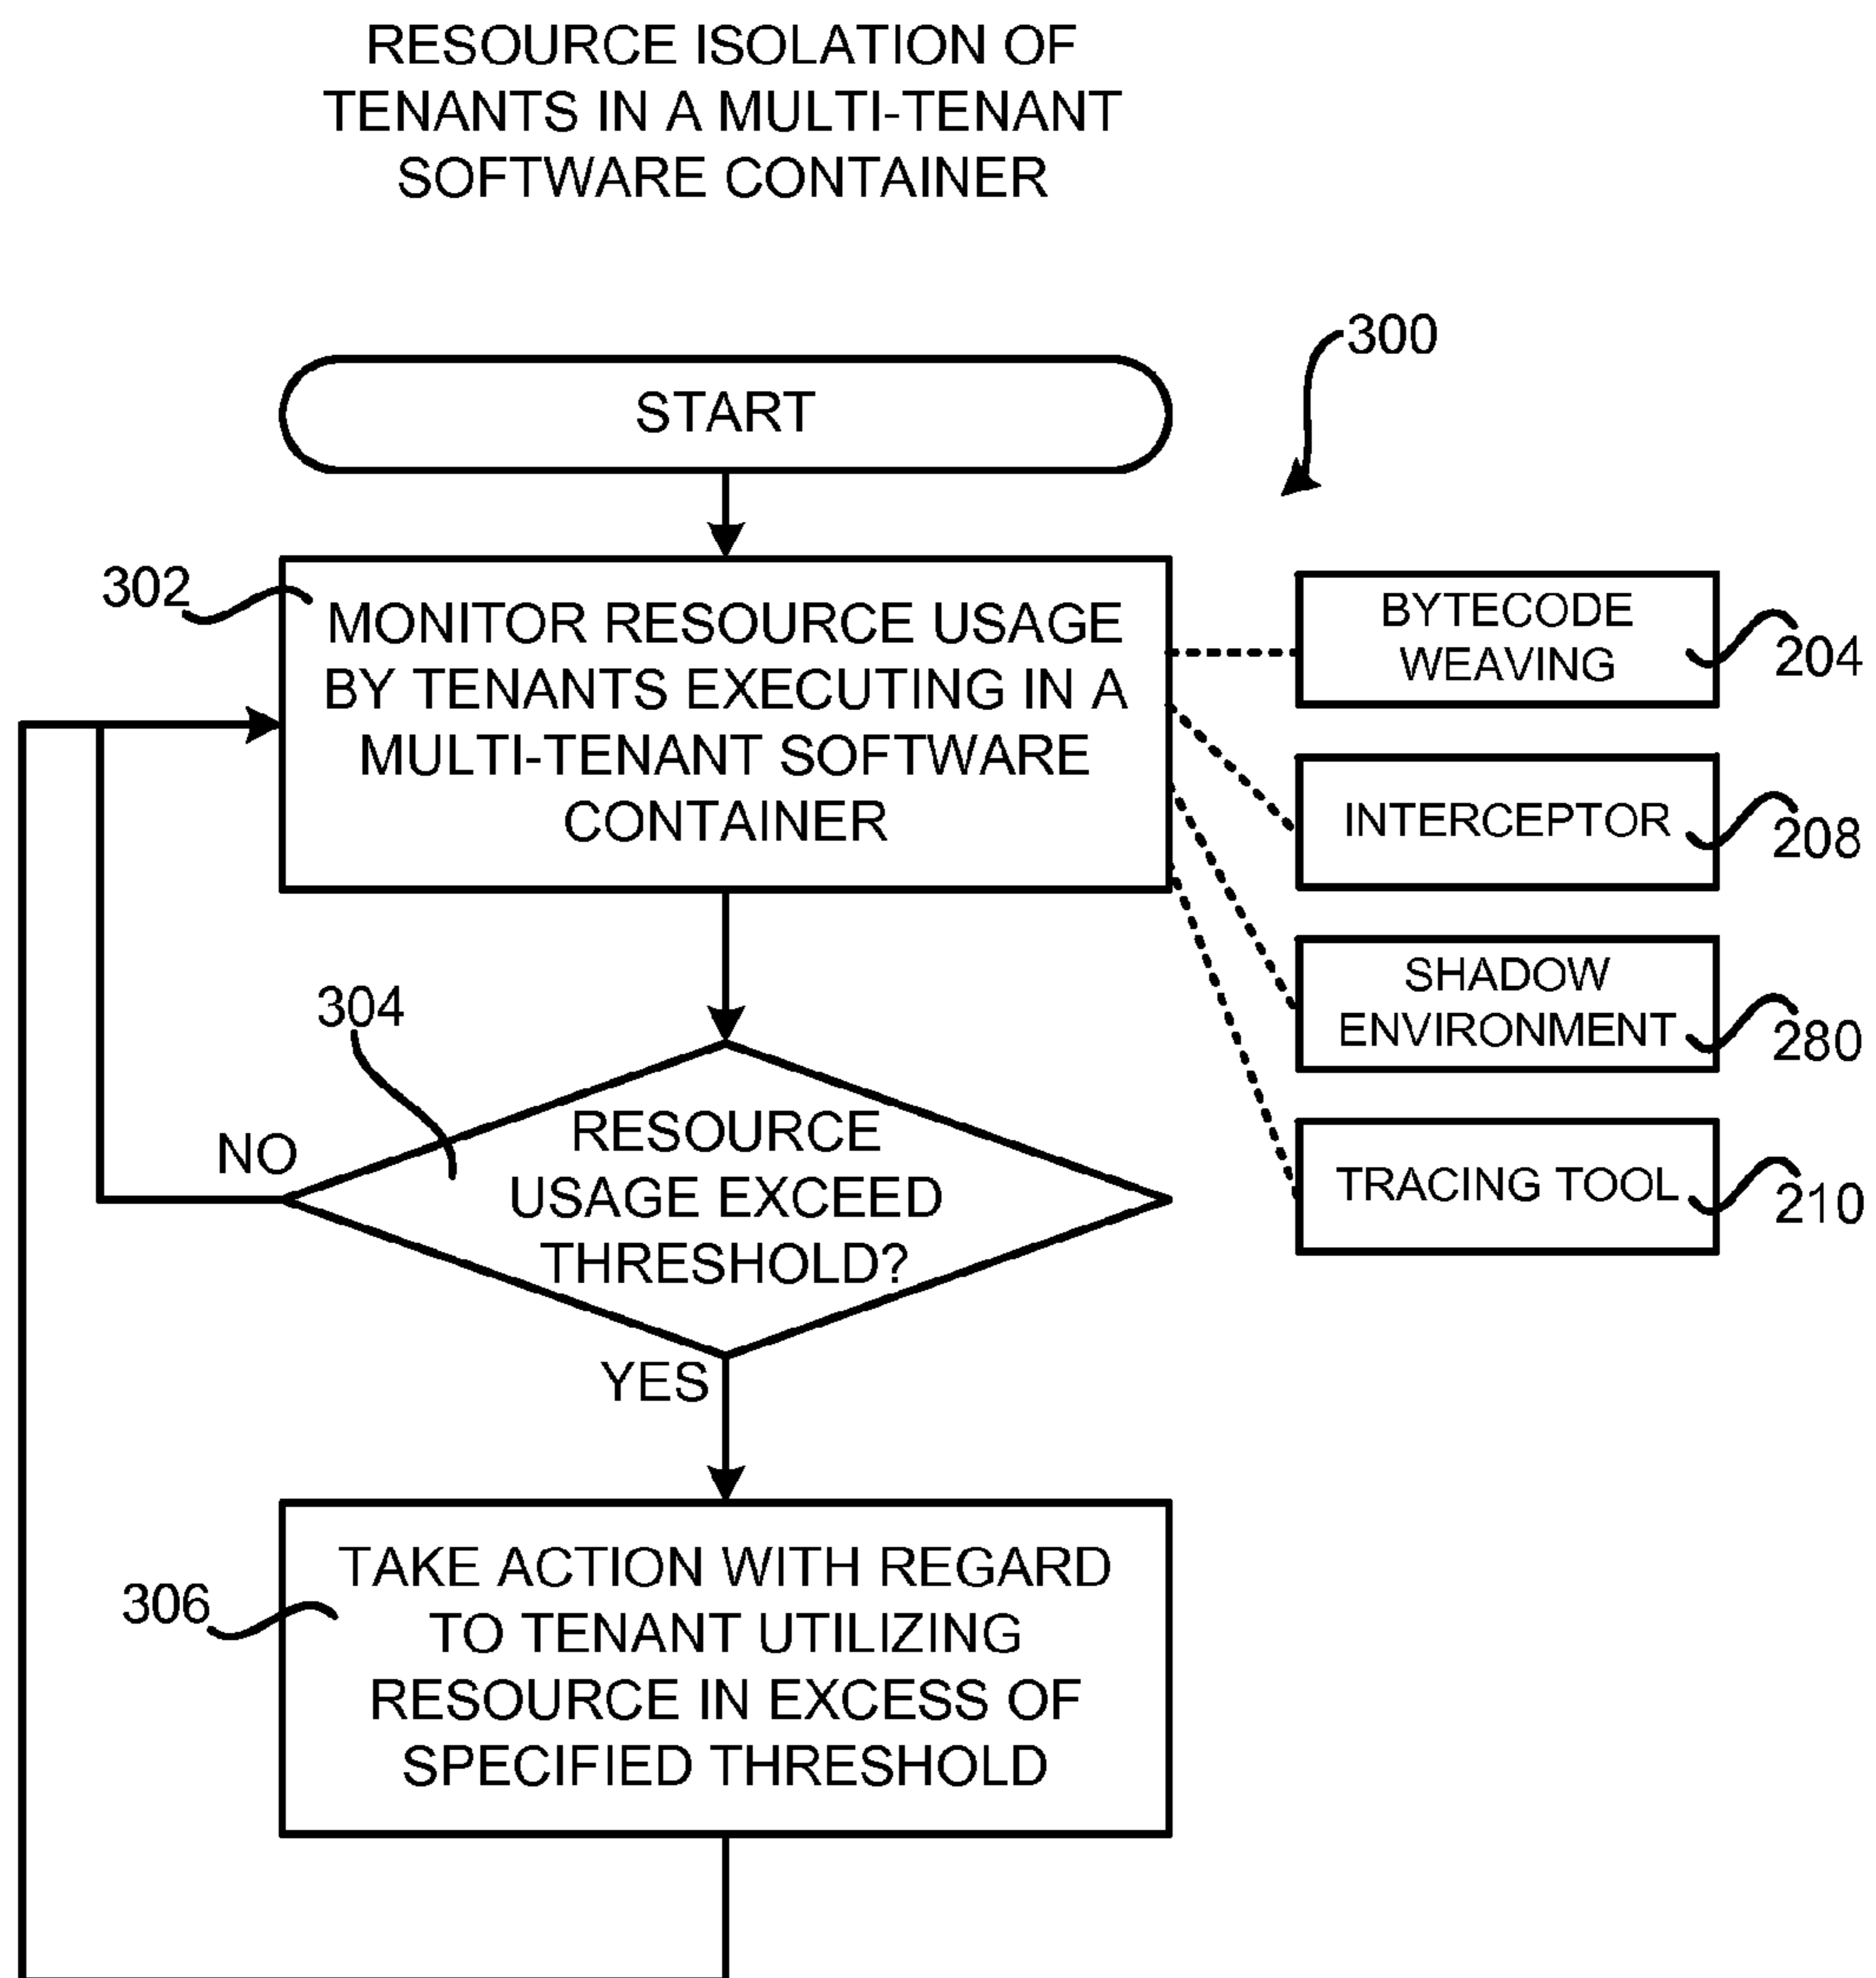 RESOURCE ISOLATION OF
TENANTS IN A MULTI-TENANT
SOFTWARE CONTAINER
300
START
302
MONITOR RESOURCE USAGE
BY TENANTS EXECUTING IN A
MULTI-TENANT SOFTWARE
CONTAINER
BYTECODE
WEAVING
204
INTERCEPTOR
208
SHADOW
ENVIRONMENT
280
TRACING TOOL
210
304
NO
RESOURCE
USAGE EXCEED
THRESHOLD?
YES
306
TAKE ACTION WITH REGARD
TO TENANT UTILIZING
RESOURCE IN EXCESS OF
SPECIFIED THRESHOLD